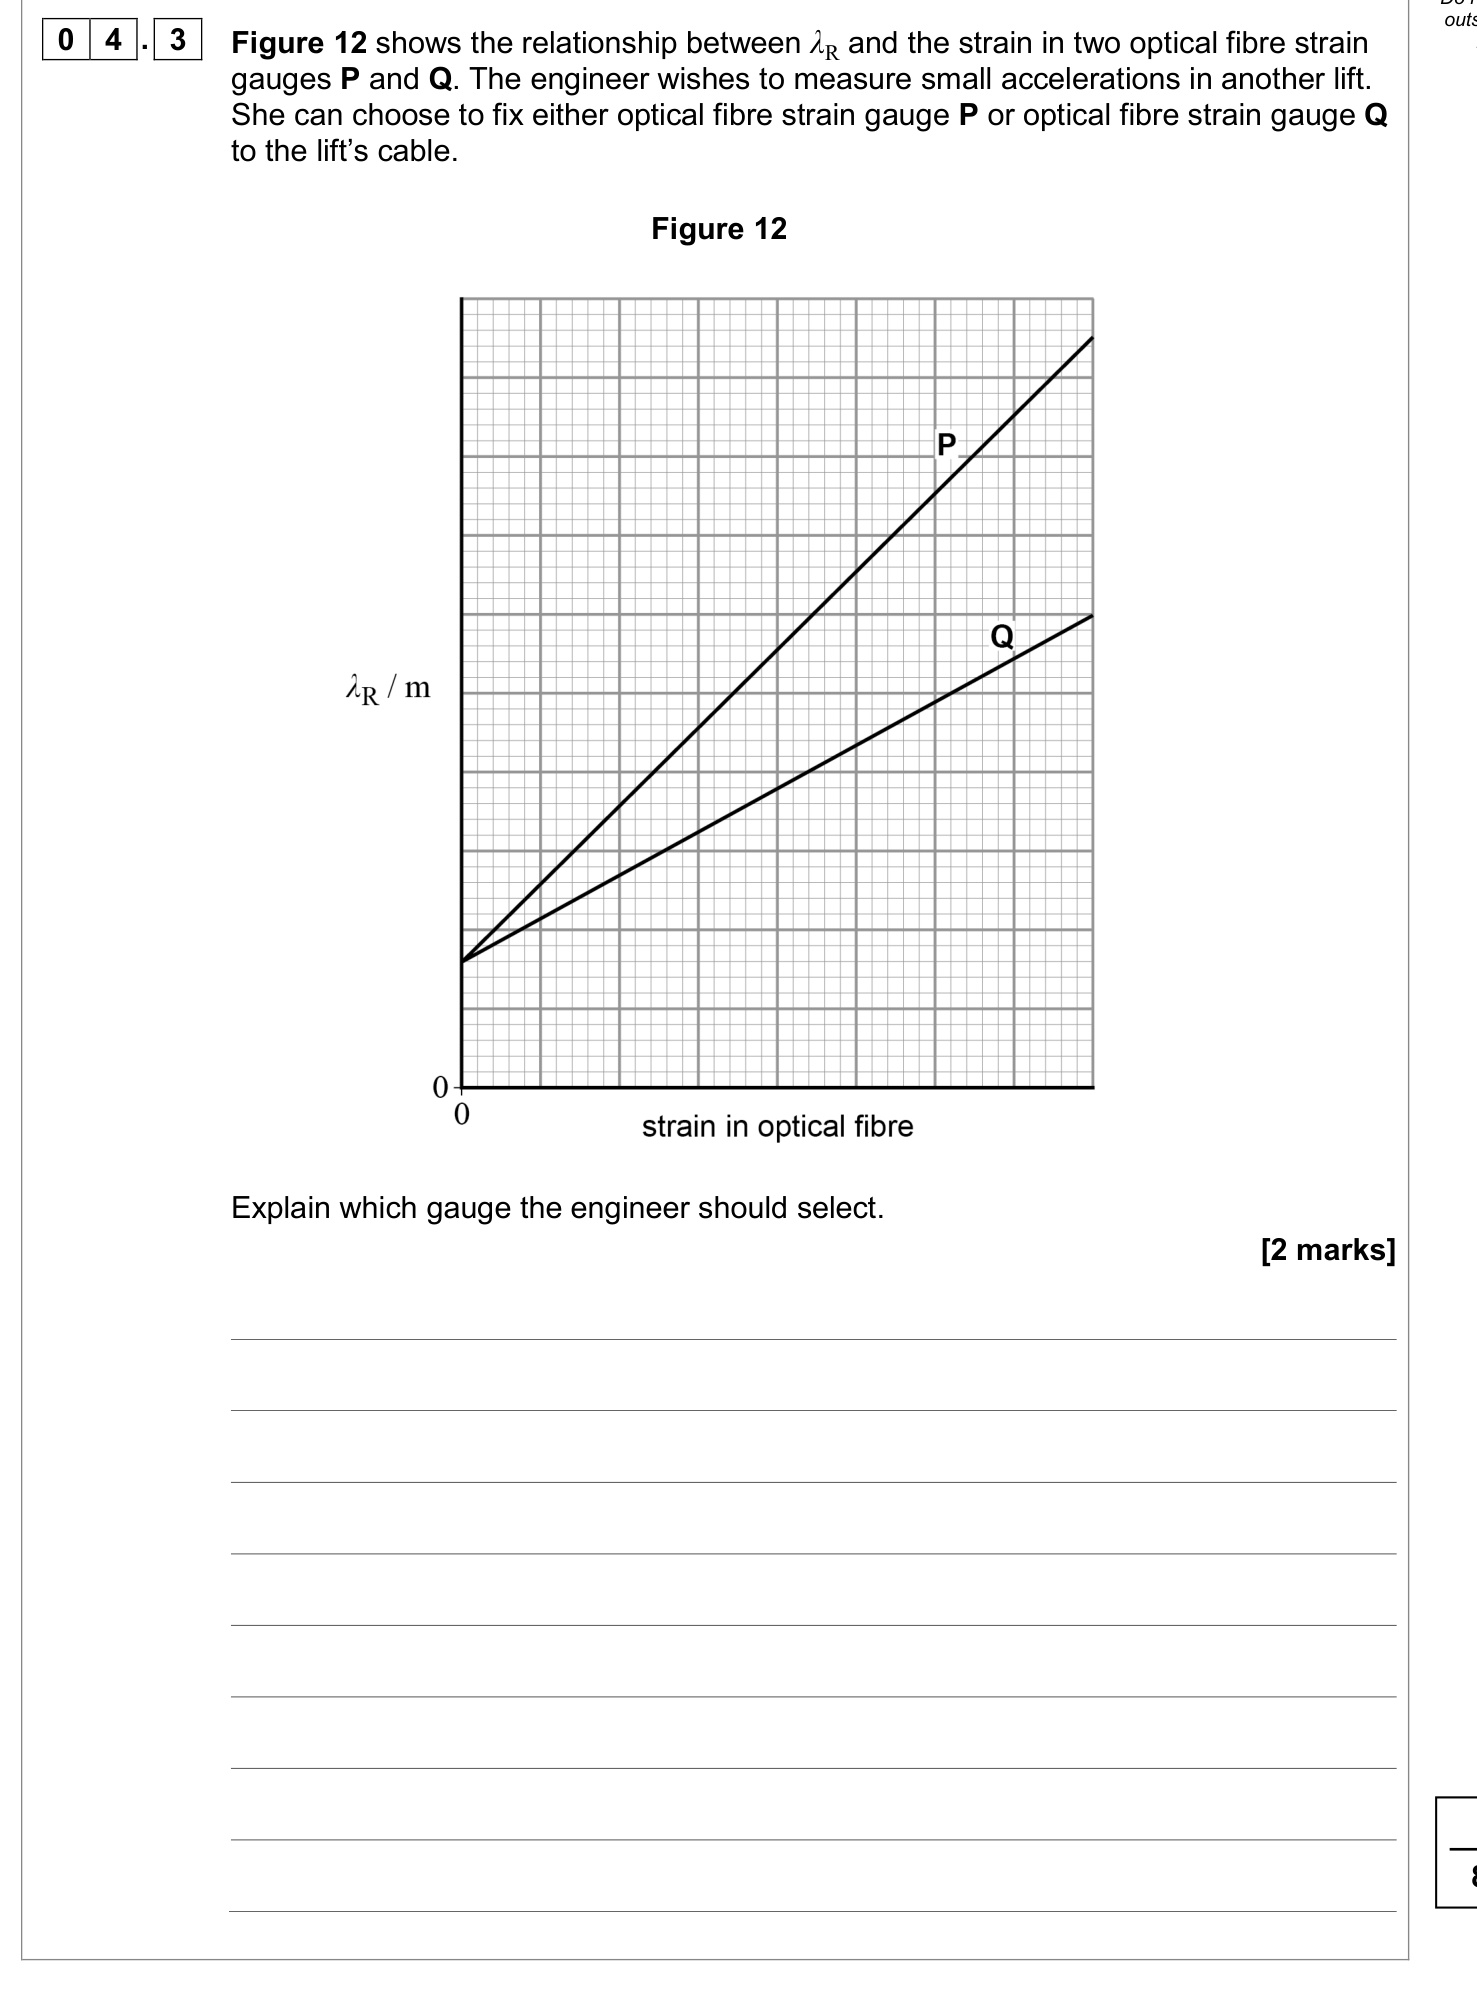 Do n
outs
0 4 . 3 Figure 12 shows the relationship between λR and the strain in two optical fibre strain
gauges P and Q. The engineer wishes to measure small accelerations in another lift.
She can choose to fix either optical fibre strain gauge P or optical fibre strain gauge Q
to the lift’s cable.
Figure 12
P
Q
λR / m
0
0
strain in optical fibre
Explain which gauge the engineer should select.
[2 marks]